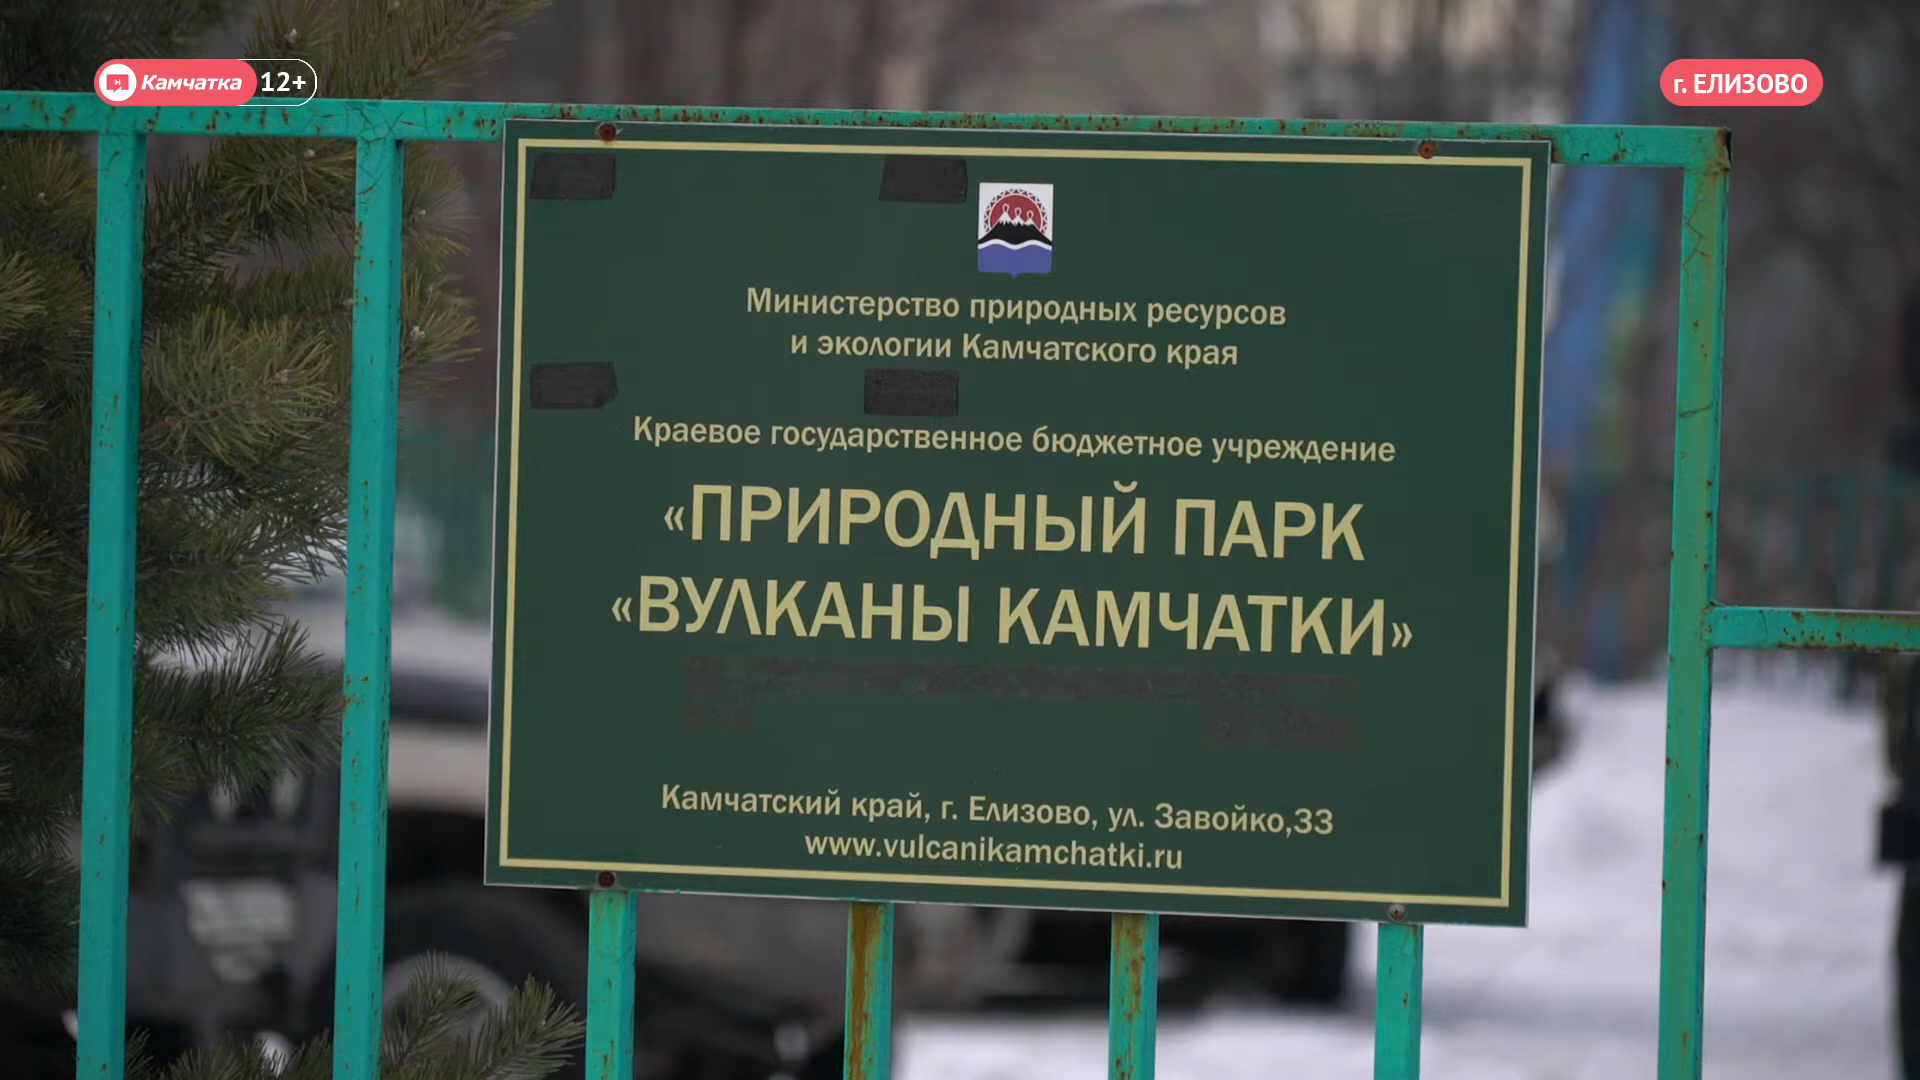 Камчатка 12+
г. ЕЛИЗОВО
Министерство природных ресурсов
и экологии Камчатского края
Краевое государственное бюджетное учреждение
«ПРИРОДНЫЙ ПАРК
«ВУЛКАНЫ КАМЧАТКИ»
Камчатский край, г. Елизово, ул. Завойко,33
www.vulcanikamchatki.ru